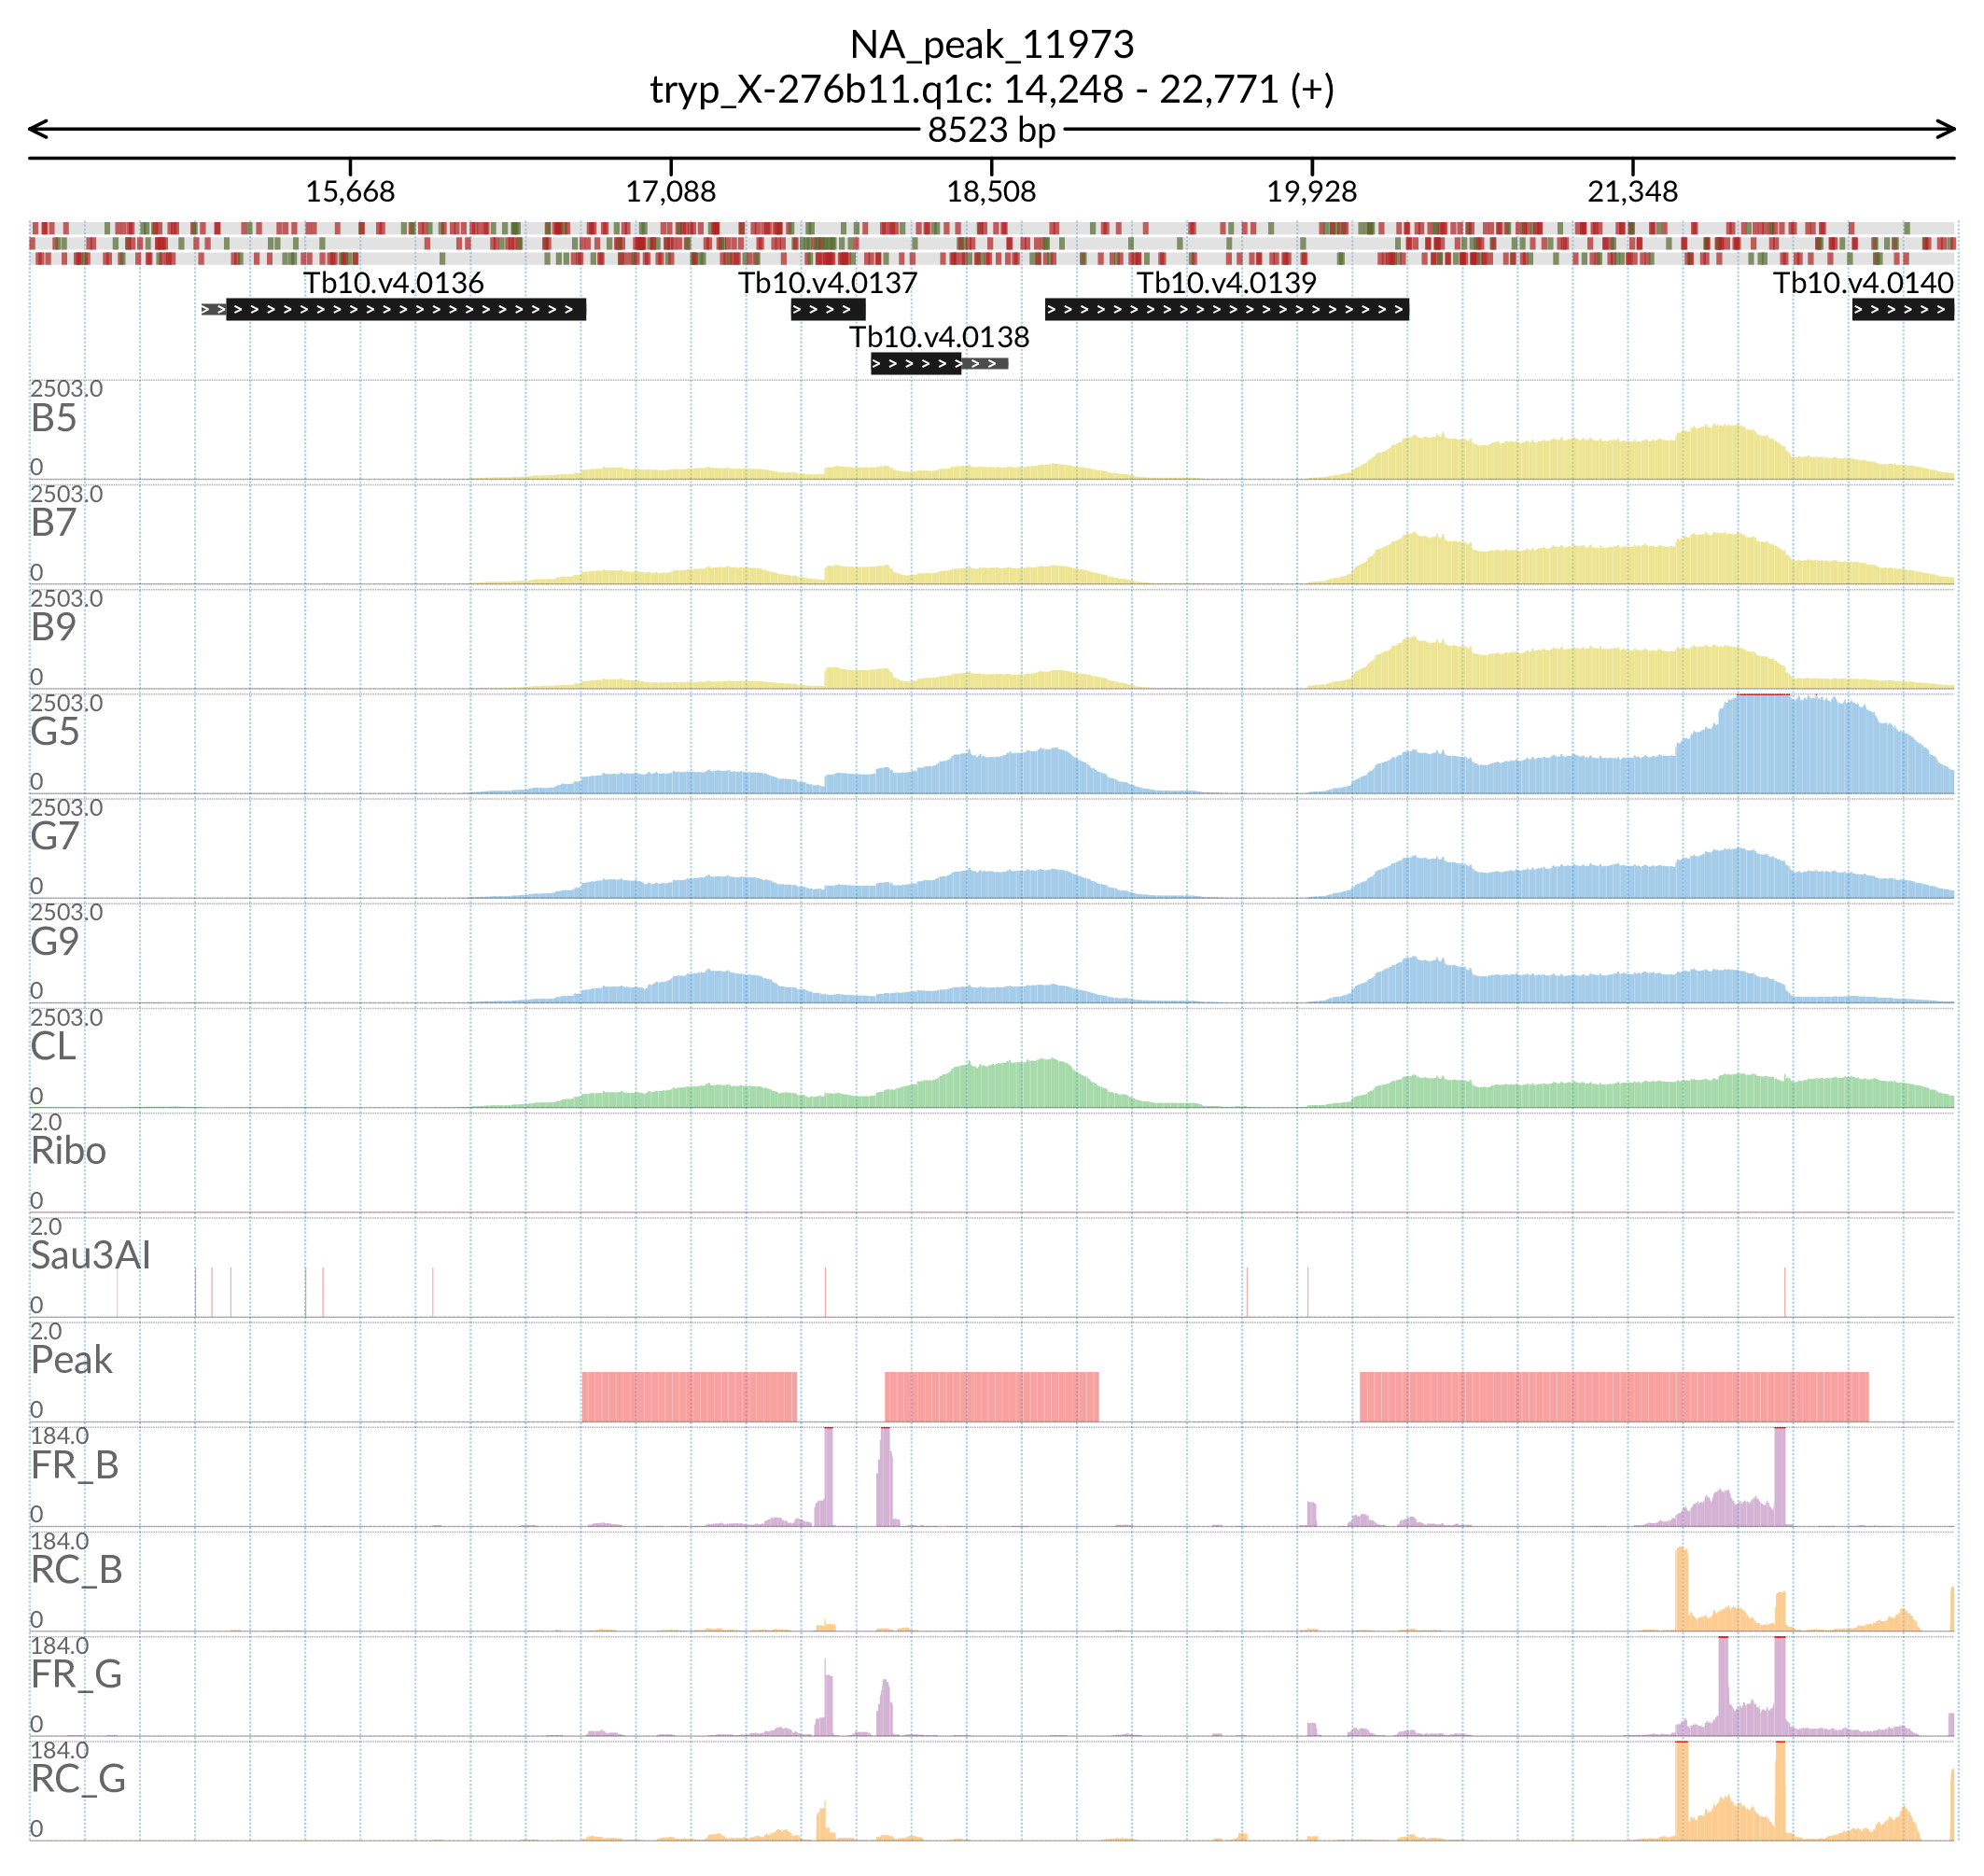 NA_peak_11973
tryp_X-276b11.q1c: 14,248 - 22,771 (+)
8523 bp
15,668 17,088 18,508 19,928 21,348
Tb10.v4.0136 Tb10.v4.0137 Tb10.v4.0139 Tb10.v4.0140
Tb10.v4.0138
2503.0
B5
0
2503.0
B7
0
2503.0
B9
0
2503.0
G5
0
2503.0
G7
0
2503.0
G9
0
2503.0
CL
0
2.0
Ribo
0
2.0
Sau3AI
0
2.0
Peak
0
184.0
FR_B
0
184.0
RC_B
0
184.0
FR_G
0
184.0
RC_G
0